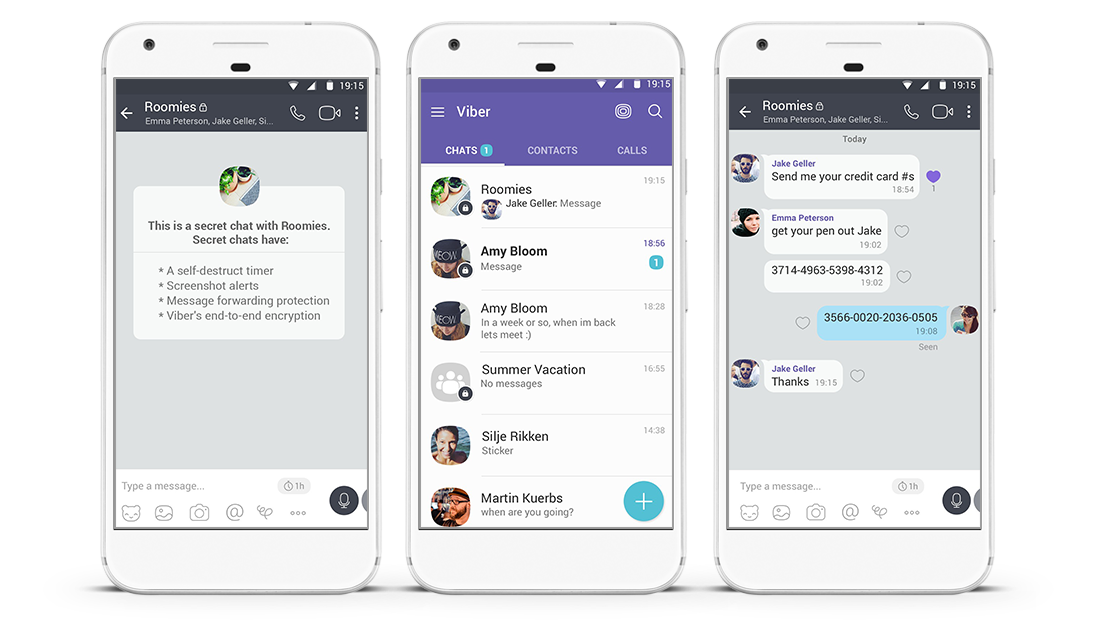 19:15
Roomies
Emma Peterson, Jake Geller, Si...
This is a secret chat with Roomies.
Secret chats have:
* A self-destruct timer
* Screenshot alerts
* Message forwarding protection
* Viber's end-to-end encryption
Type a message...
1h
19:15
Viber
CHATS 1 CONTACTS CALLS
Roomies 19:15
Jake Geller: Message
Amy Bloom 18:56
Message 1
Amy Bloom 18:28
In a week or so, when im back
lets meet :)
Summer Vacation 16:55
No messages
Silje Rikken 14:38
Sticker
Martin Kuerbs
when are you going?
19:15
Roomies
Emma Peterson, Jake Geller, Si...
Today
Jake Geller
Send me your credit card #s
18:54
1
Emma Peterson
get your pen out Jake
19:02
3714-4963-5398-4312
19:02
3566-0020-2036-0505
19:08
Seen
Jake Geller
Thanks 19:15
Type a message...
1h